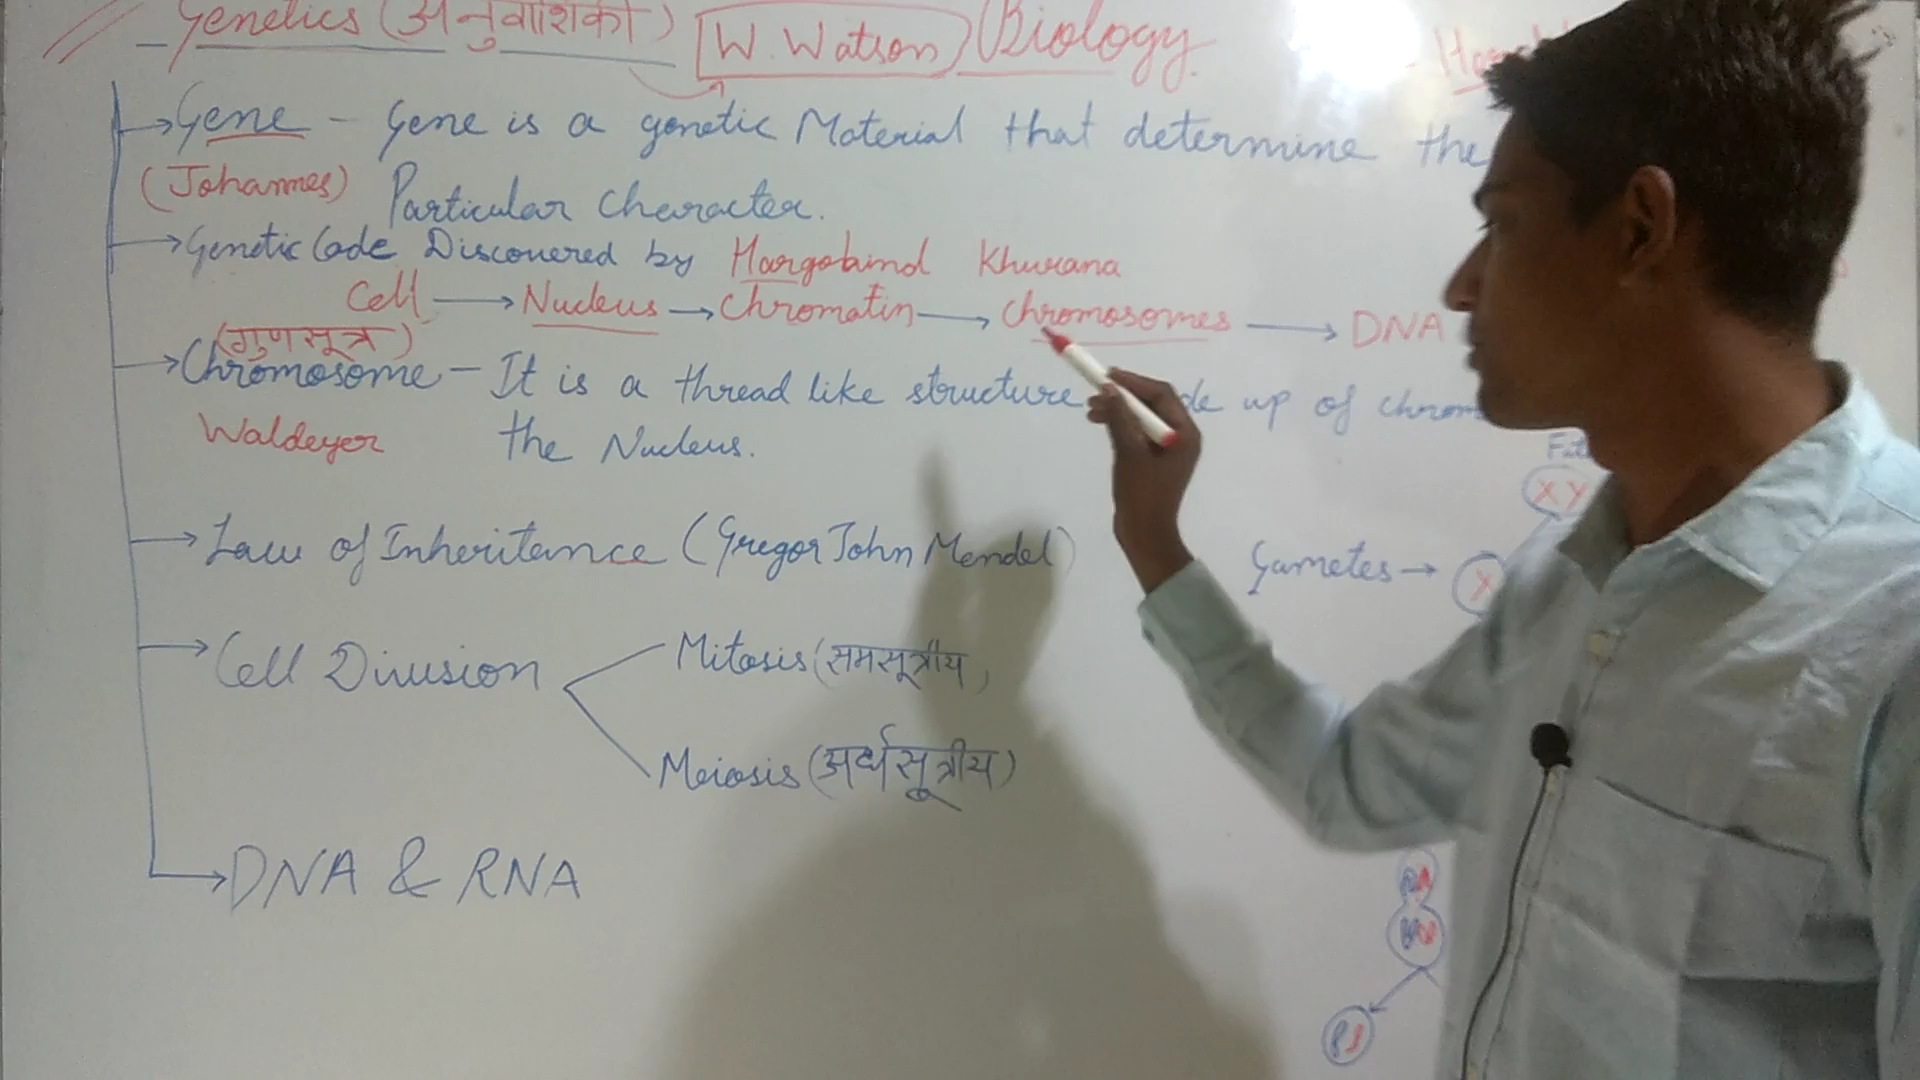 Genetics (अनुवांशिकी) W. Watson Biology
Gene - Gene is a genetic Material that determine the
(Johannes) Particular Character.
Genetic Code Discovered by Hargobind Khurana
Cell → Nucleus → Chromatin → Chromosomes → DNA
(गुणसूत्र)
Chromosome - It is a thread like structure up of
Waldeyer the Nucleus.
XY
Law of Inheritance (Gregor John Mendel)
Gametes → X
Cell Division
Mitosis (समसूत्रीय)
Meiosis (अर्धसूत्रीय)
DNA & RNA